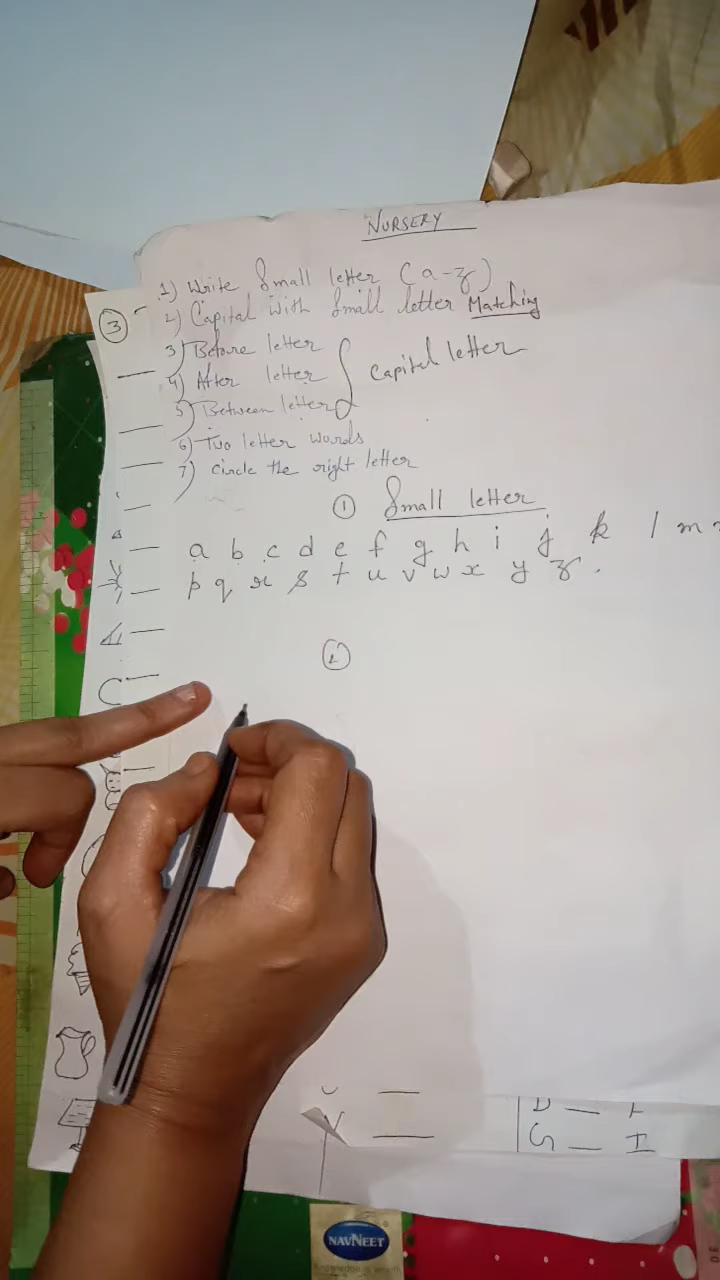 NURSERY
1) Write Small letter (a-z)
2) Capital with Small letter Matching
3) Before letter
4) After letter } Capital letter
5) Between letter
6) Two letter words
7) Circle the right letter
① Small letter
a b c d e f g h i j k l m
p q r s t u v w x y z.
②
③
NAVNEET